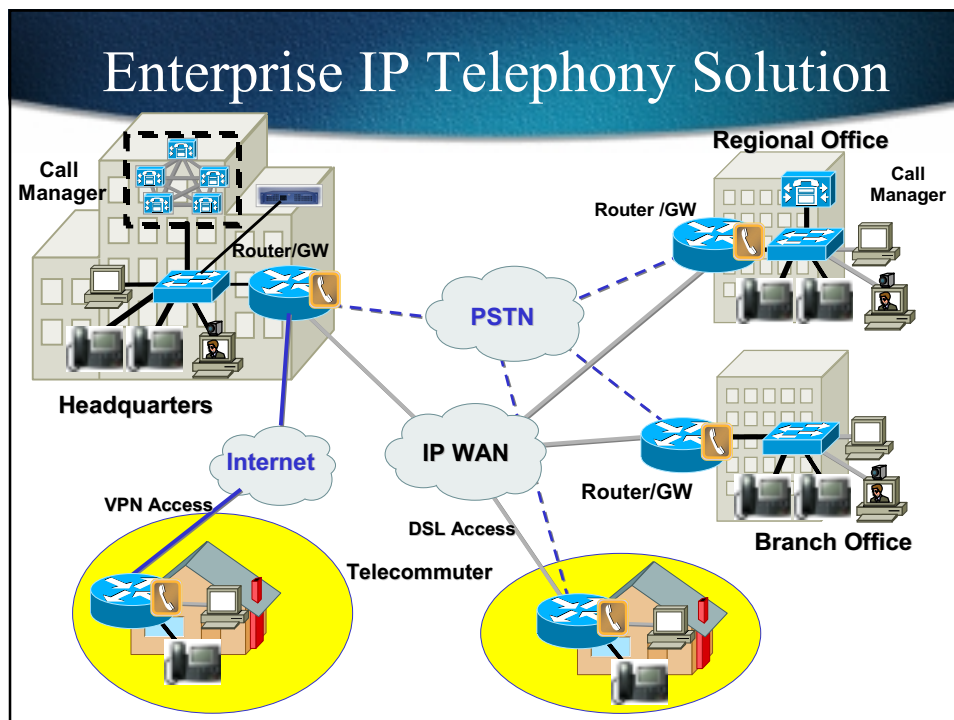 Enterprise IP Telephony Solution
Call
Manager
Router/GW
Headquarters
Regional Office
Call
Manager
Router /GW
PSTN
IP WAN
Internet
Router/GW
Branch Office
VPN Access
DSL Access
Telecommuter